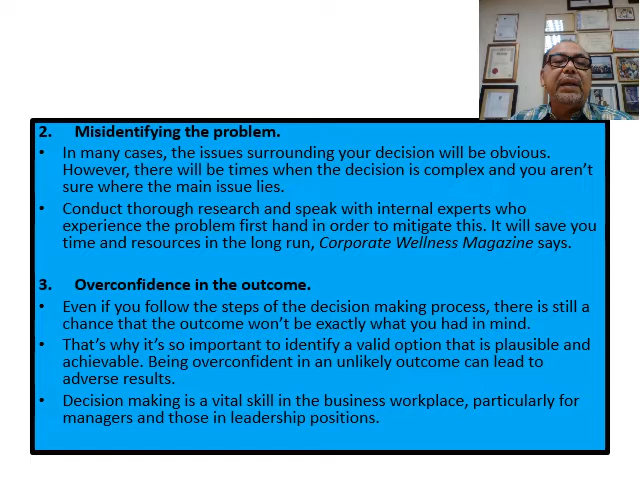 2. Misidentifying the problem.
• In many cases, the issues surrounding your decision will be obvious.
However, there will be times when the decision is complex and you aren't
sure where the main issue lies.
• Conduct thorough research and speak with internal experts who
experience the problem first hand in order to mitigate this. It will save you
time and resources in the long run, Corporate Wellness Magazine says.
3. Overconfidence in the outcome.
• Even if you follow the steps of the decision making process, there is still a
chance that the outcome won't be exactly what you had in mind.
• That's why it's so important to identify a valid option that is plausible and
achievable. Being overconfident in an unlikely outcome can lead to
adverse results.
• Decision making is a vital skill in the business workplace, particularly for
managers and those in leadership positions.